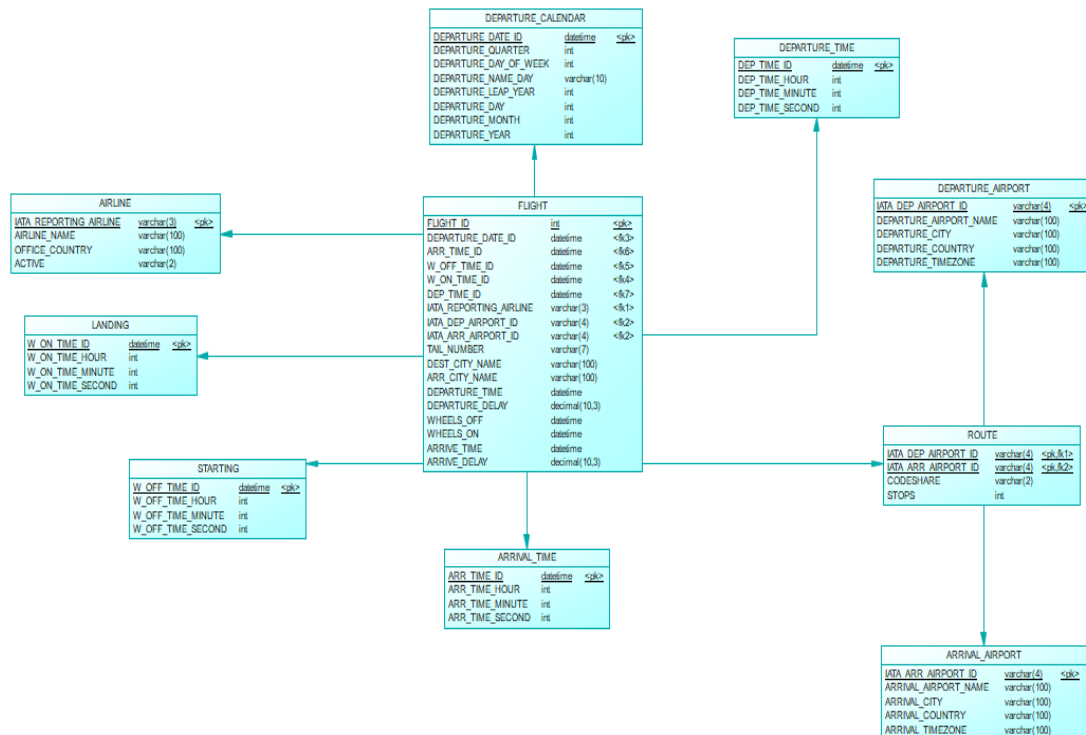 DEPARTURE_CALENDAR
DEPARTURE_DATE_ID datetime <pk>
DEPARTURE_QUARTER int
DEPARTURE_DAY_OF_WEEK int
DEPARTURE_NAME_DAY varchar(10)
DEPARTURE_LEAP_YEAR int
DEPARTURE_DAY int
DEPARTURE_MONTH int
DEPARTURE_YEAR int
DEPARTURE_TIME
DEP_TIME_ID datetime <pk>
DEP_TIME_HOUR int
DEP_TIME_MINUTE int
DEP_TIME_SECOND int
AIRLINE
IATA_REPORTING_AIRLINE varchar(3) <pk>
AIRLINE_NAME varchar(100)
OFFICE_COUNTRY varchar(100)
ACTIVE varchar(2)
FLIGHT
FLIGHT_ID int <pk>
DEPARTURE_DATE_ID datetime <fk3>
ARR_TIME_ID datetime <fk6>
W_OFF_TIME_ID datetime <fk5>
W_ON_TIME_ID datetime <fk4>
DEP_TIME_ID datetime <fk7>
IATA_REPORTING_AIRLINE varchar(3) <fk1>
IATA_DEP_AIRPORT_ID varchar(4) <fk2>
IATA_ARR_AIRPORT_ID varchar(4) <fk2>
TAIL_NUMBER varchar(7)
DEST_CITY_NAME varchar(100)
ARR_CITY_NAME varchar(100)
DEPARTURE_TIME datetime
DEPARTURE_DELAY decimal(10,3)
WHEELS_OFF datetime
WHEELS_ON datetime
ARRIVE_TIME datetime
ARRIVE_DELAY decimal(10,3)
DEPARTURE_AIRPORT
IATA_DEP_AIRPORT_ID varchar(4) <pk>
DEPARTURE_AIRPORT_NAME varchar(100)
DEPARTURE_CITY varchar(100)
DEPARTURE_COUNTRY varchar(100)
DEPARTURE_TIMEZONE varchar(100)
LANDING
W_ON_TIME_ID datetime <pk>
W_ON_TIME_HOUR int
W_ON_TIME_MINUTE int
W_ON_TIME_SECOND int
STARTING
W_OFF_TIME_ID datetime <pk>
W_OFF_TIME_HOUR int
W_OFF_TIME_MINUTE int
W_OFF_TIME_SECOND int
ROUTE
IATA_DEP_AIRPORT_ID varchar(4) <pk,fk1>
IATA_ARR_AIRPORT_ID varchar(4) <pk,fk2>
CODESHARE varchar(2)
STOPS int
ARRIVAL_TIME
ARR_TIME_ID datetime <pk>
ARR_TIME_HOUR int
ARR_TIME_MINUTE int
ARR_TIME_SECOND int
ARRIVAL_AIRPORT
IATA_ARR_AIRPORT_ID varchar(4) <pk>
ARRIVAL_AIRPORT_NAME varchar(100)
ARRIVAL_CITY varchar(100)
ARRIVAL_COUNTRY varchar(100)
ARRIVAL_TIMEZONE varchar(100)